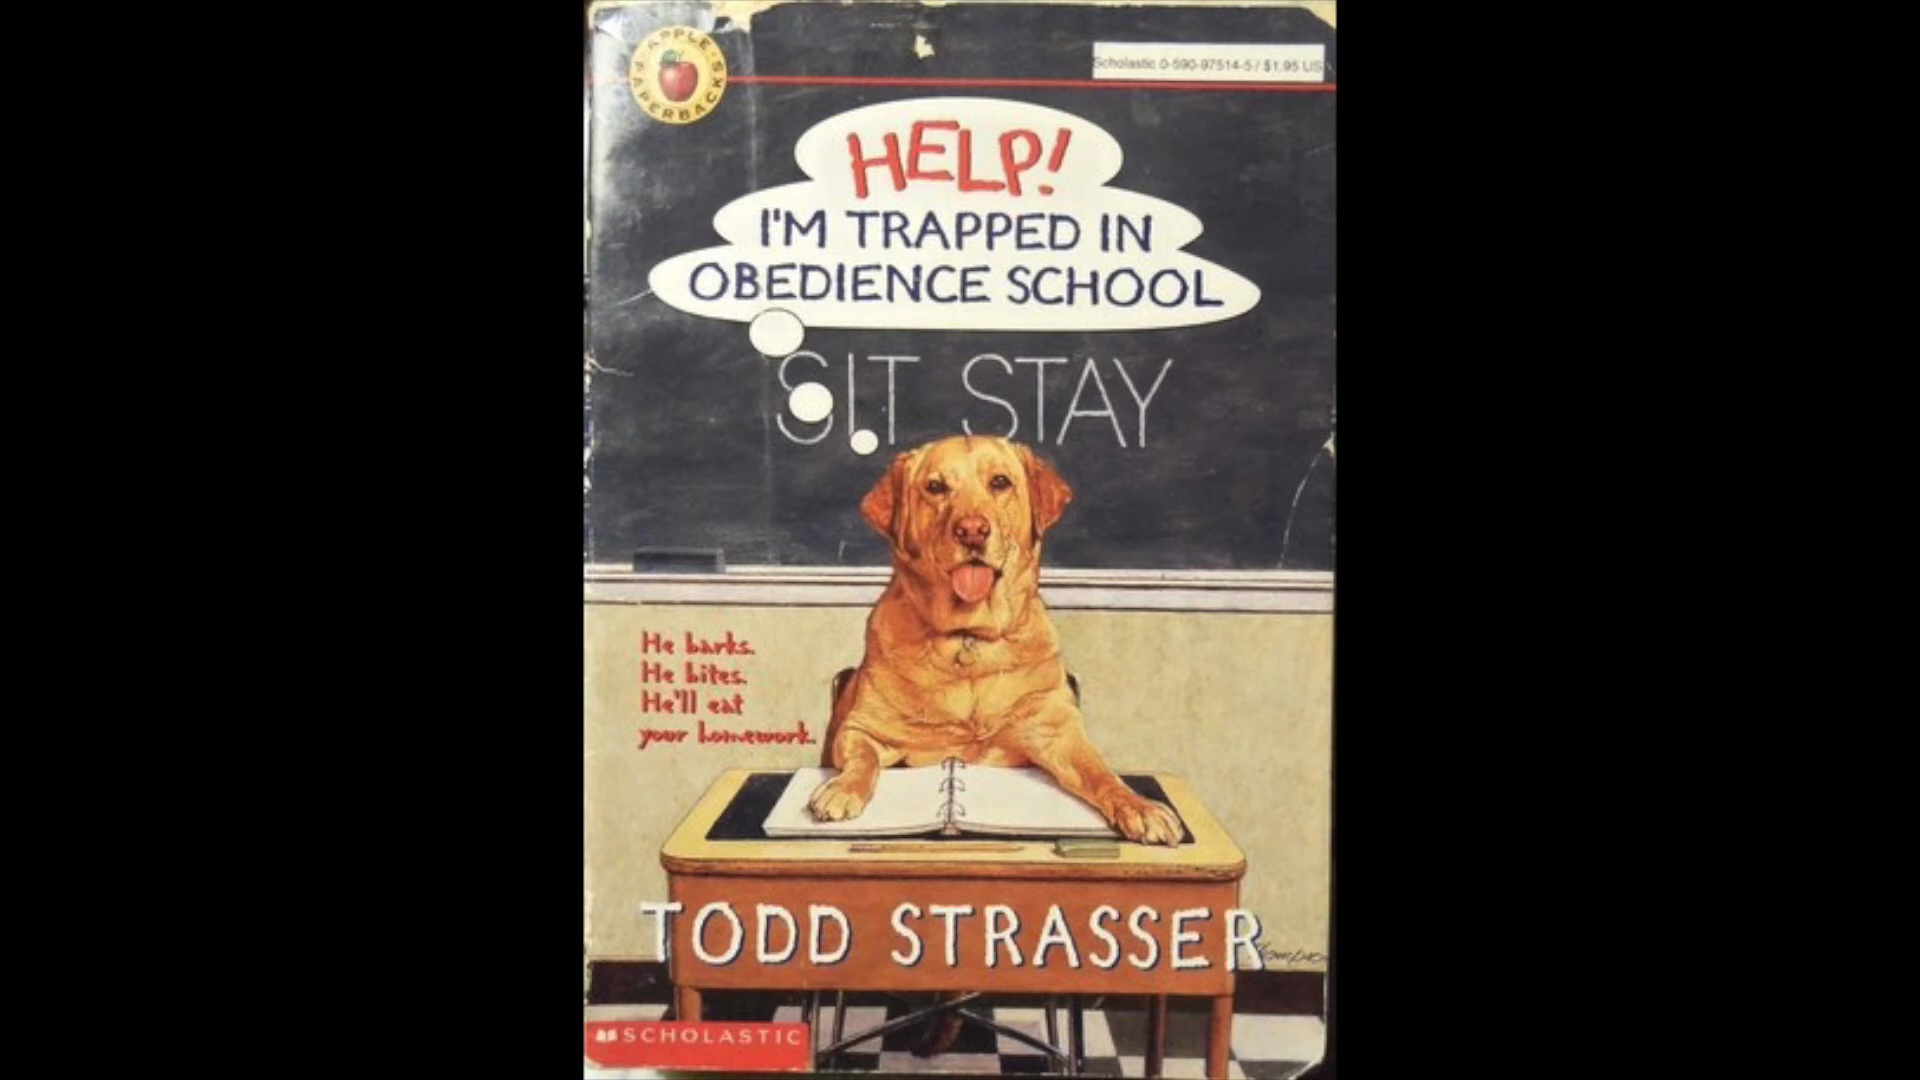 APPLE PAPERBACKS
Scholastic 0-590-97514-5 / $1.95 US
HELP!
I'M TRAPPED IN
OBEDIENCE SCHOOL
SIT STAY
He barks.
He bites.
He'll eat
your homework.
TODD STRASSER
SCHOLASTIC